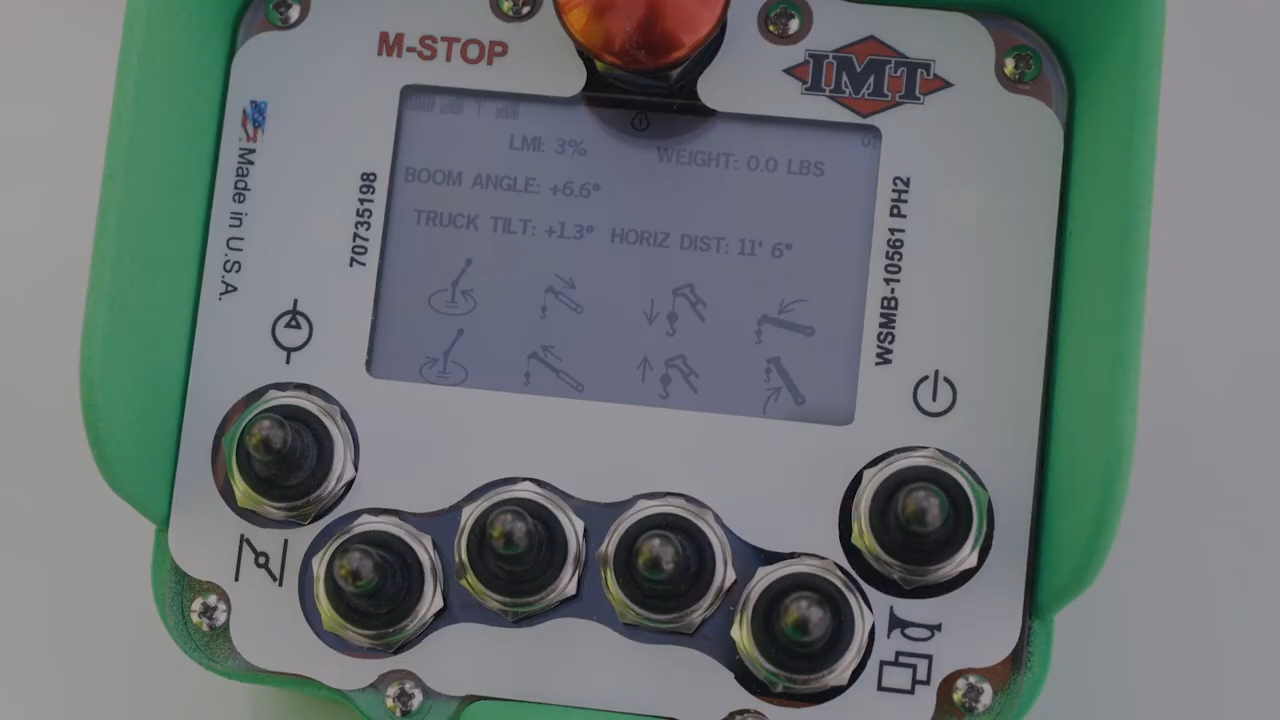 M-STOP
IMT
01
LMI: 3% WEIGHT: 0.0 LBS
BOOM ANGLE: +6.6°
TRUCK TILT: +1.3° HORIZ DIST: 11' 6"
Made in U.S.A.
70735198
WSMB-10561 PH2